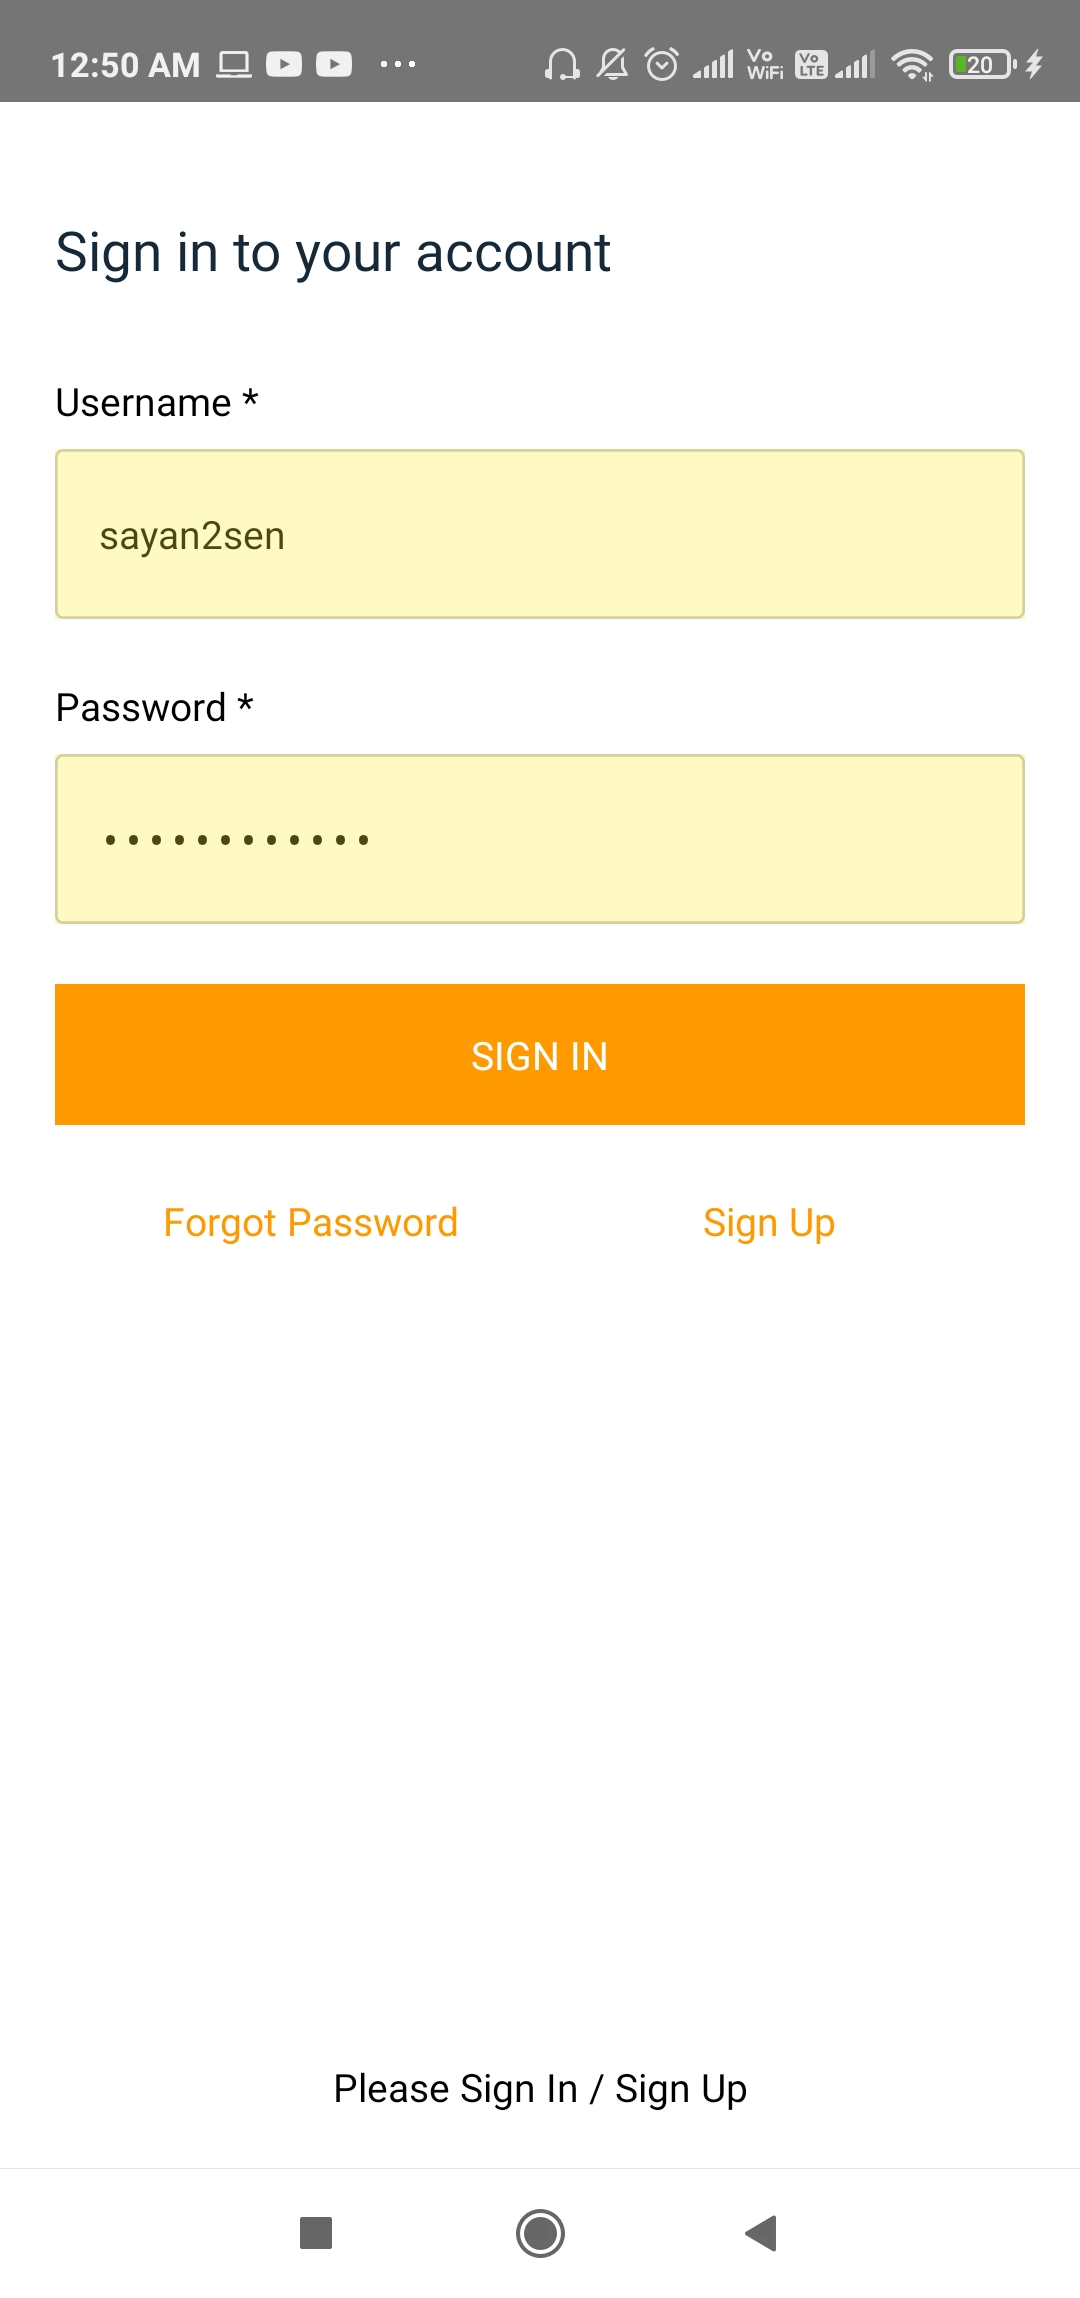 12:50 AM ... Vo WiFi Vo LTE 20
Sign in to your account
Username *
sayan2sen
Password *
••••••••••••
SIGN IN
Forgot Password Sign Up
Please Sign In / Sign Up